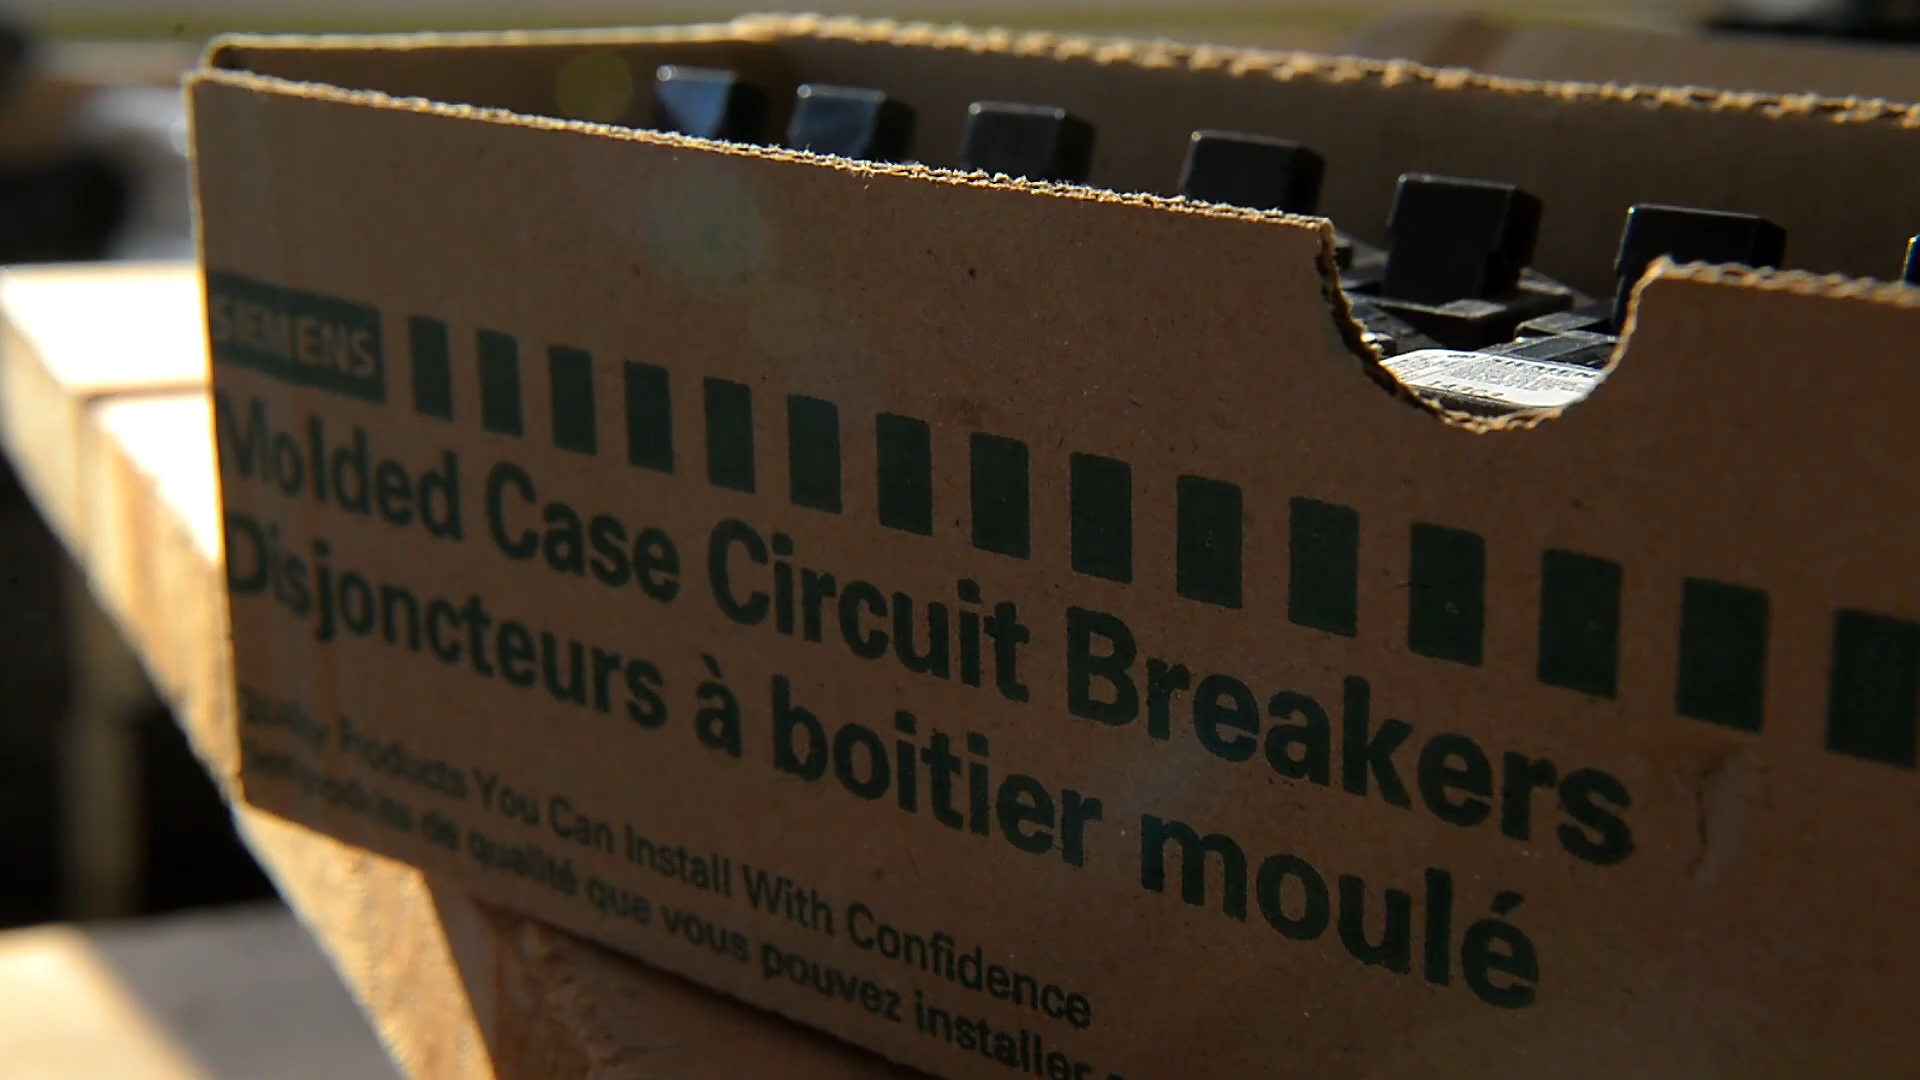 SIEMENS
Molded Case Circuit Breakers
Disjoncteurs à boitier moulé
Quality Products You Can Install With Confidence
produits de qualité que vous pouvez installer